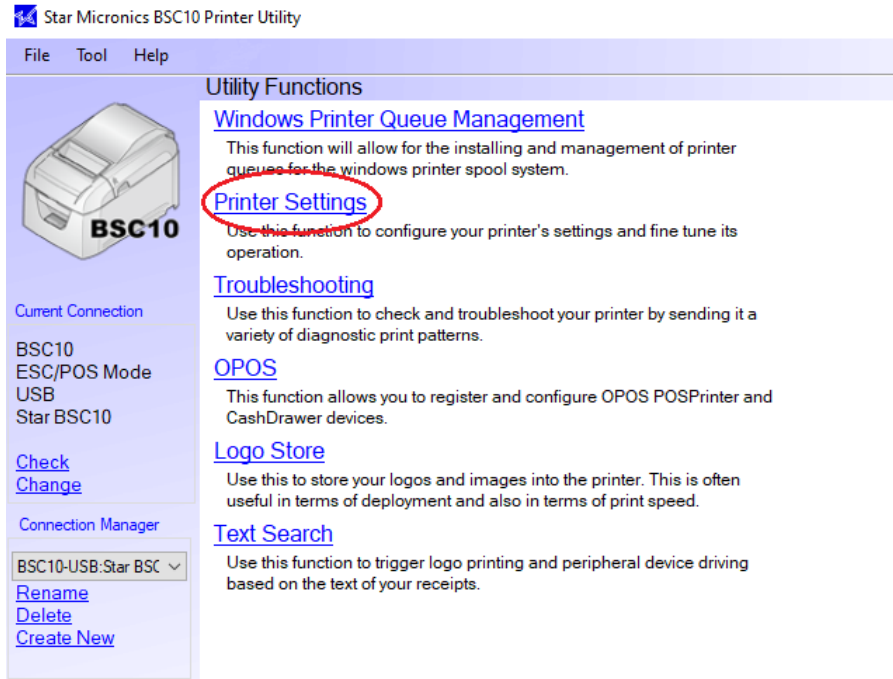 Star Micronics BSC10 Printer Utility
File Tool Help
Utility Functions
Windows Printer Queue Management
This function will allow for the installing and management of printer
queues for the windows printer spool system.
Printer Settings
Use this function to configure your printer's settings and fine tune its
operation.
Troubleshooting
Use this function to check and troubleshoot your printer by sending it a
variety of diagnostic print patterns.
OPOS
This function allows you to register and configure OPOS POSPrinter and
CashDrawer devices.
Logo Store
Use this to store your logos and images into the printer. This is often
useful in terms of deployment and also in terms of print speed.
Text Search
Use this function to trigger logo printing and peripheral device driving
based on the text of your receipts.
BSC10
Current Connection
BSC10
ESC/POS Mode
USB
Star BSC10
Check
Change
Connection Manager
BSC10-USB:Star BSC
Rename
Delete
Create New